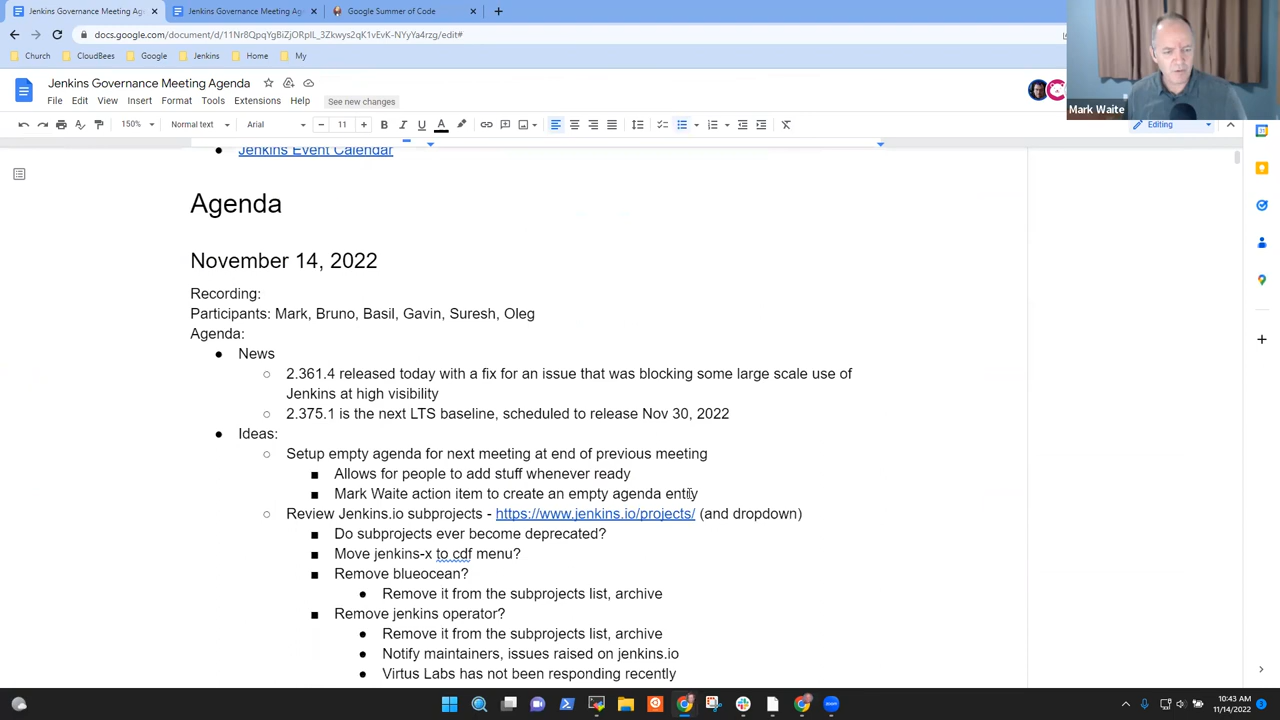 Jenkins Governance Meeting Age
Jenkins Governance Meeting Age
Google Summer of Code
docs.google.com/document/d/11Nr8QpqYgBiZjORpIL_3Zkwys2qK1vEvK-NYyYa4rzg/edit#
Church
CloudBees
Google
Jenkins
Home
My
Mark Waite
Jenkins Governance Meeting Agenda
File Edit View Insert Format Tools Extensions Help
See new changes
150%
Normal text
Arial
11
Editing
Jenkins Event Calendar
Agenda
November 14, 2022
Recording:
Participants: Mark, Bruno, Basil, Gavin, Suresh, Oleg
Agenda:
News
2.361.4 released today with a fix for an issue that was blocking some large scale use of
Jenkins at high visibility
2.375.1 is the next LTS baseline, scheduled to release Nov 30, 2022
Ideas:
Setup empty agenda for next meeting at end of previous meeting
Allows for people to add stuff whenever ready
Mark Waite action item to create an empty agenda entiy
Review Jenkins.io subprojects - https://www.jenkins.io/projects/ (and dropdown)
Do subprojects ever become deprecated?
Move jenkins-x to cdf menu?
Remove blueocean?
Remove it from the subprojects list, archive
Remove jenkins operator?
Remove it from the subprojects list, archive
Notify maintainers, issues raised on jenkins.io
Virtus Labs has not been responding recently
10:43 AM
11/14/2022